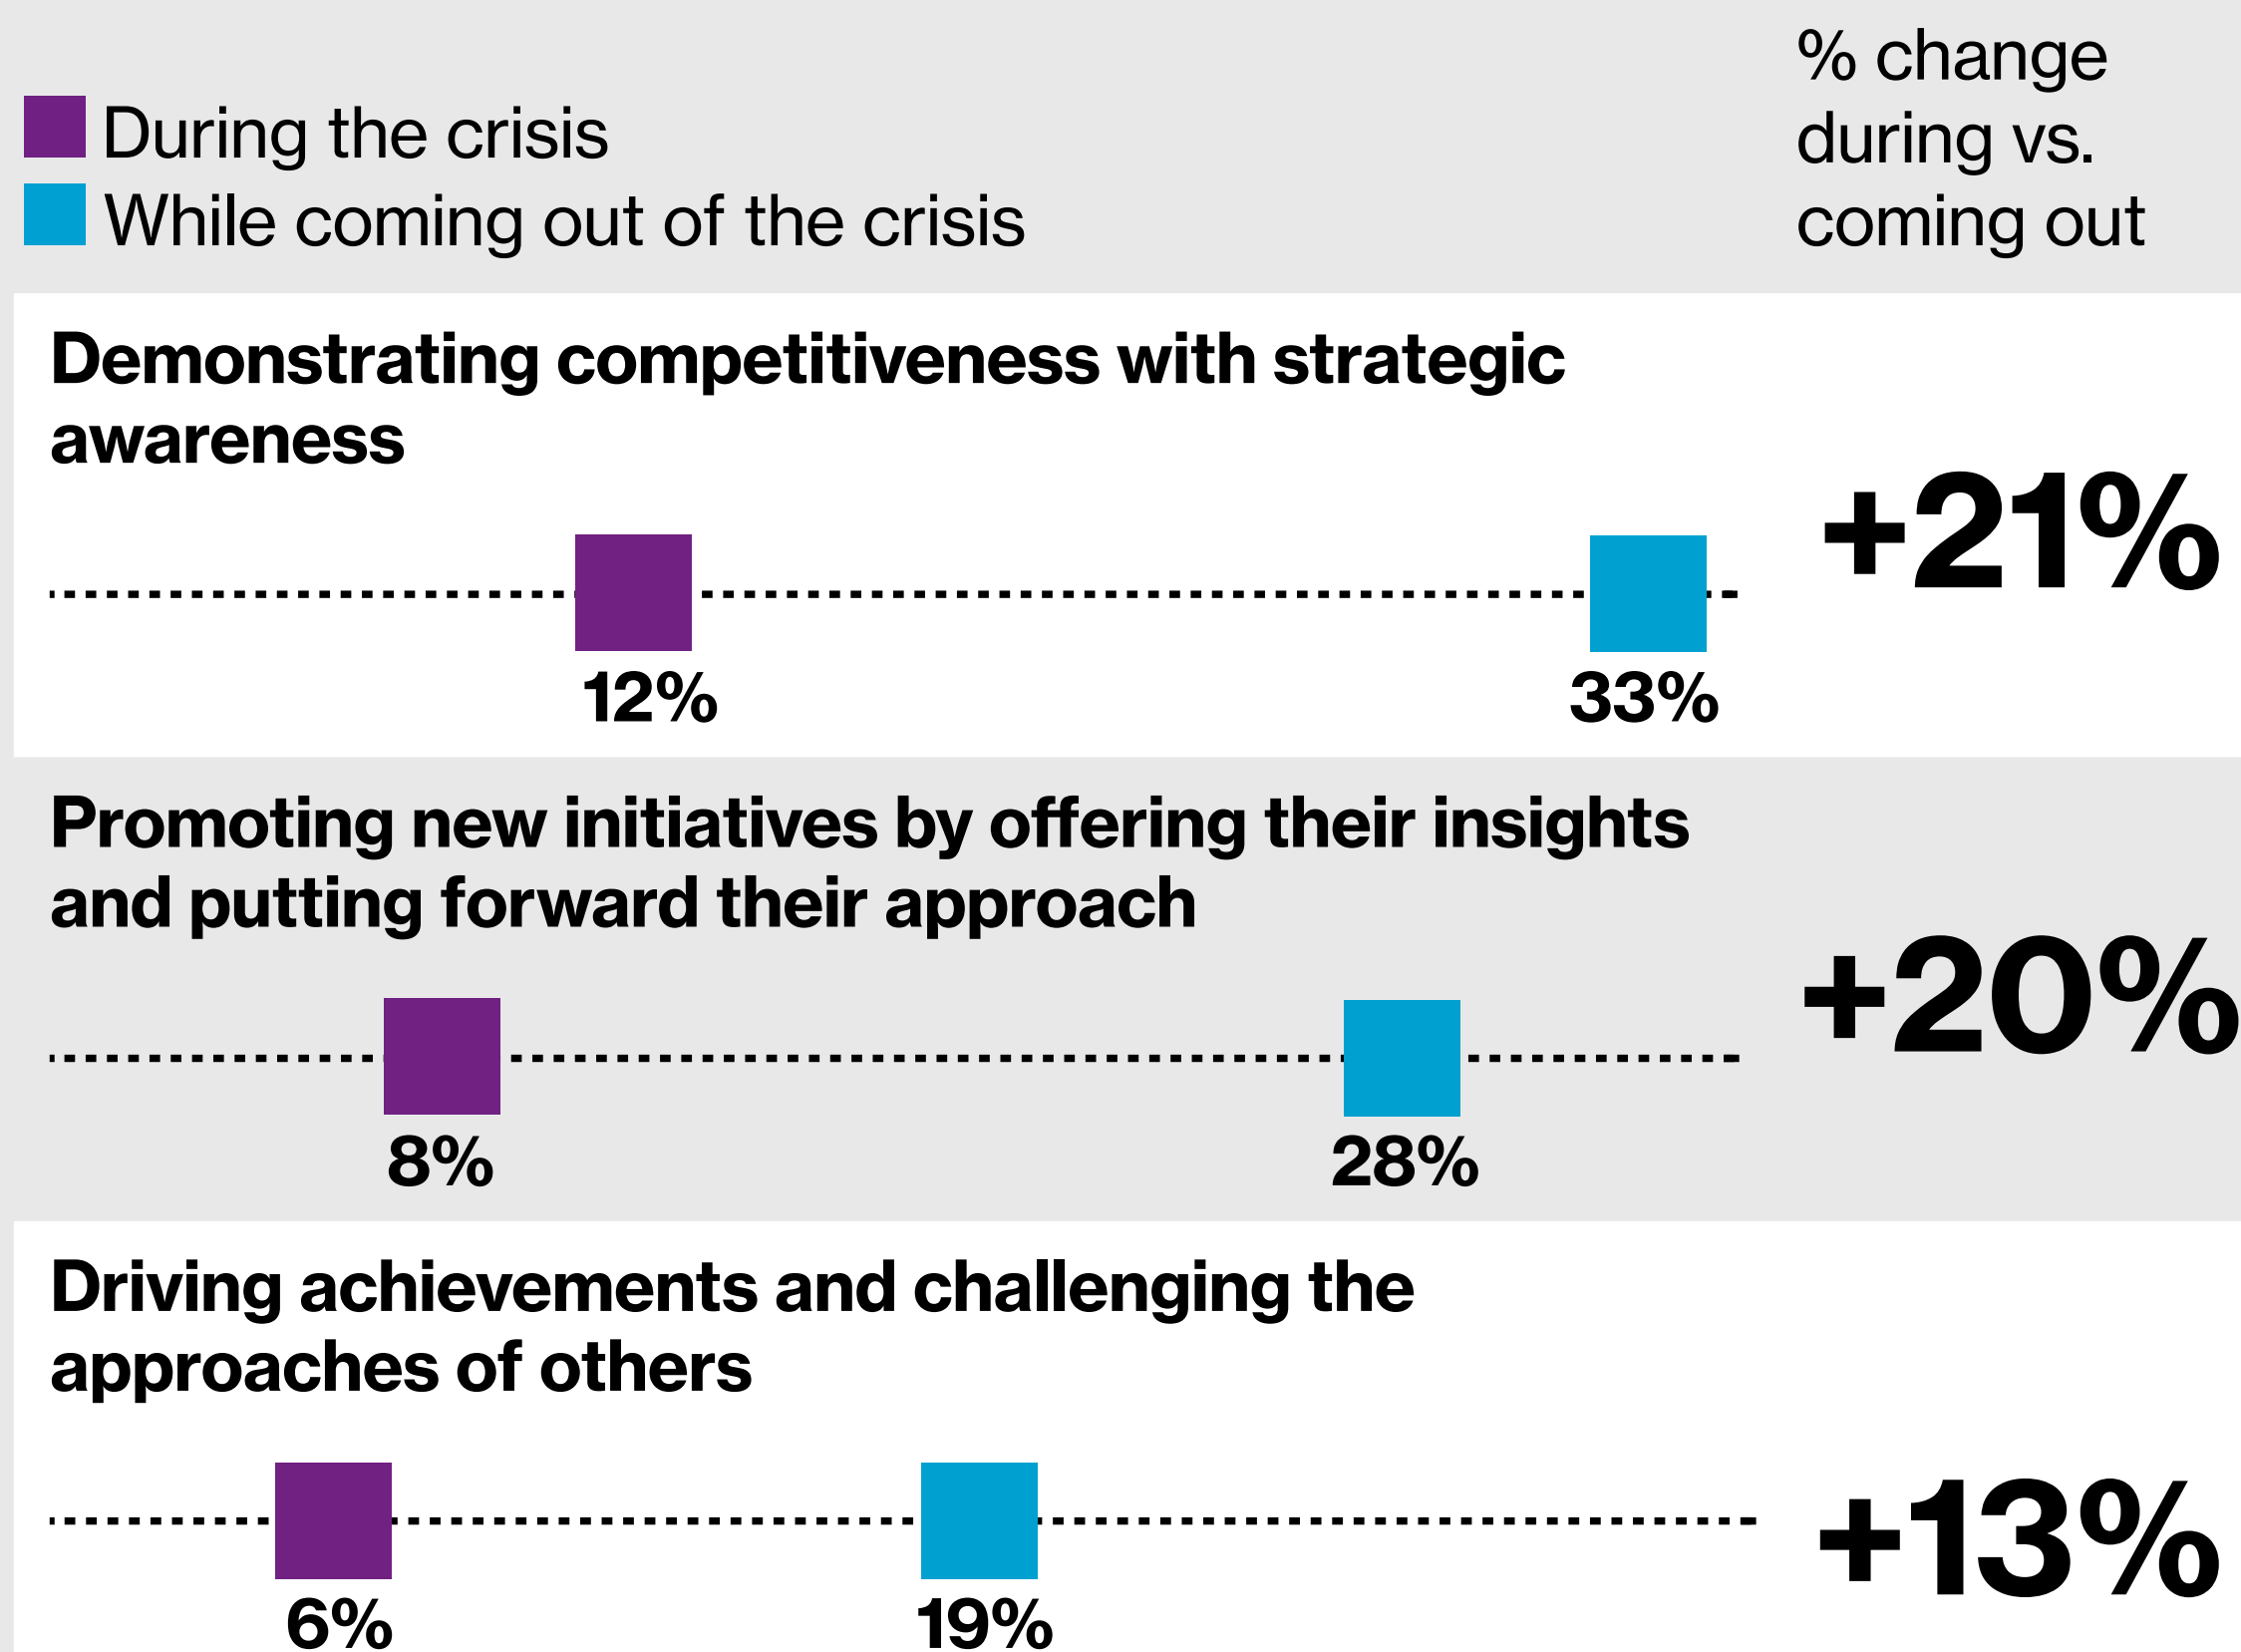 % change
during vs.
coming out
During the crisis
While coming out of the crisis
Demonstrating competitiveness with strategic
awareness
+21%
12%
33%
Promoting new initiatives by offering their insights
and putting forward their approach
+20%
8%
28%
Driving achievements and challenging the
approaches of others
+13%
6%
19%